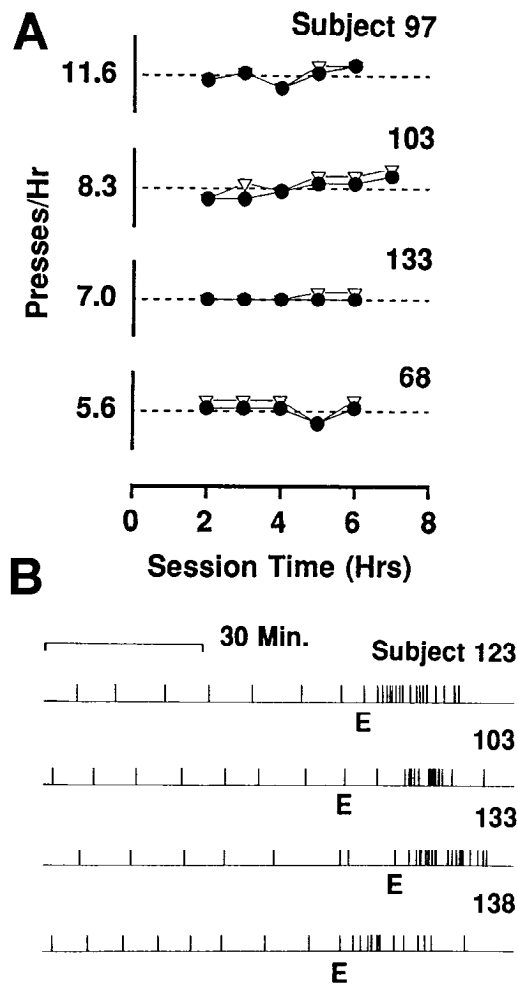 A
Subject 97
11.6
103
8.3
Presses/Hr
133
7.0
68
5.6
0 2 4 6 8
Session Time (Hrs)
B
30 Min.
Subject 123
E
103
E
133
E
138
E